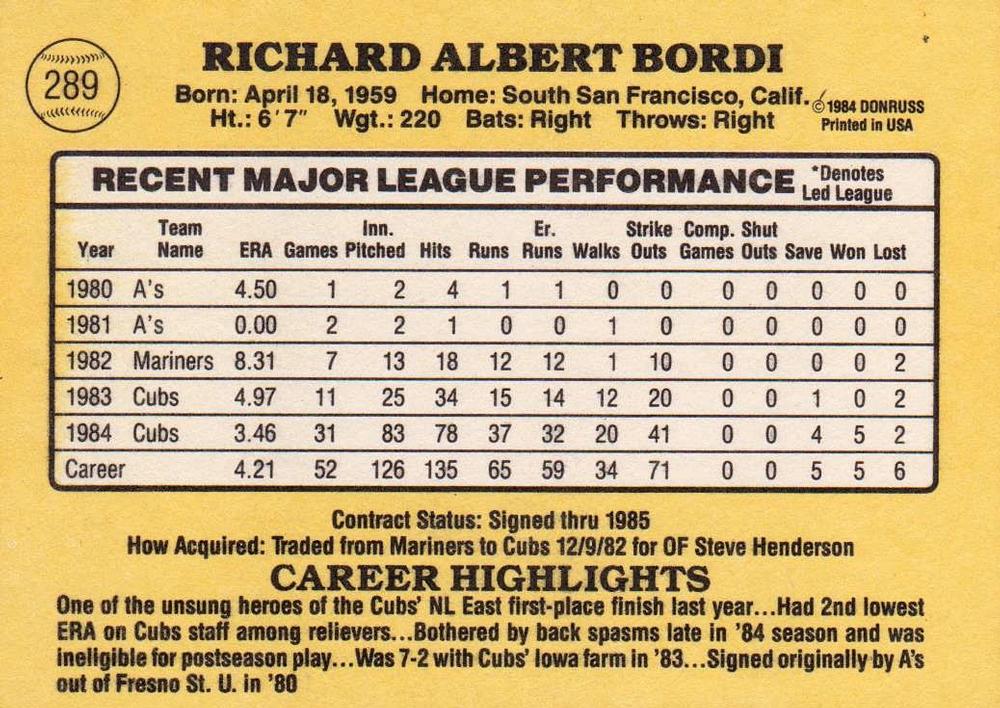 289
RICHARD ALBERT BORDI
Born: April 18, 1959 Home: South San Francisco, Calif.
Ht.: 6'7" Wgt.: 220 Bats: Right Throws: Right
©1984 DONRUSS
Printed in USA
RECENT MAJOR LEAGUE PERFORMANCE *Denotes Led League
Year Team Name ERA Games Inn. Pitched Hits Runs Er. Runs Walks Strike Outs Comp. Games Shut Outs Save Won Lost
1980 A's 4.50 1 2 4 1 1 0 0 0 0 0 0 0
1981 A's 0.00 2 2 1 0 0 1 0 0 0 0 0 0
1982 Mariners 8.31 7 13 18 12 12 1 10 0 0 0 0 2
1983 Cubs 4.97 11 25 34 15 14 12 20 0 0 1 0 2
1984 Cubs 3.46 31 83 78 37 32 20 41 0 0 4 5 2
Career 4.21 52 126 135 65 59 34 71 0 0 5 5 6
Contract Status: Signed thru 1985
How Acquired: Traded from Mariners to Cubs 12/9/82 for OF Steve Henderson
CAREER HIGHLIGHTS
One of the unsung heroes of the Cubs' NL East first-place finish last year...Had 2nd lowest
ERA on Cubs staff among relievers...Bothered by back spasms late in '84 season and was
ineligible for postseason play...Was 7-2 with Cubs' Iowa farm in '83...Signed originally by A's
out of Fresno St. U. in '80